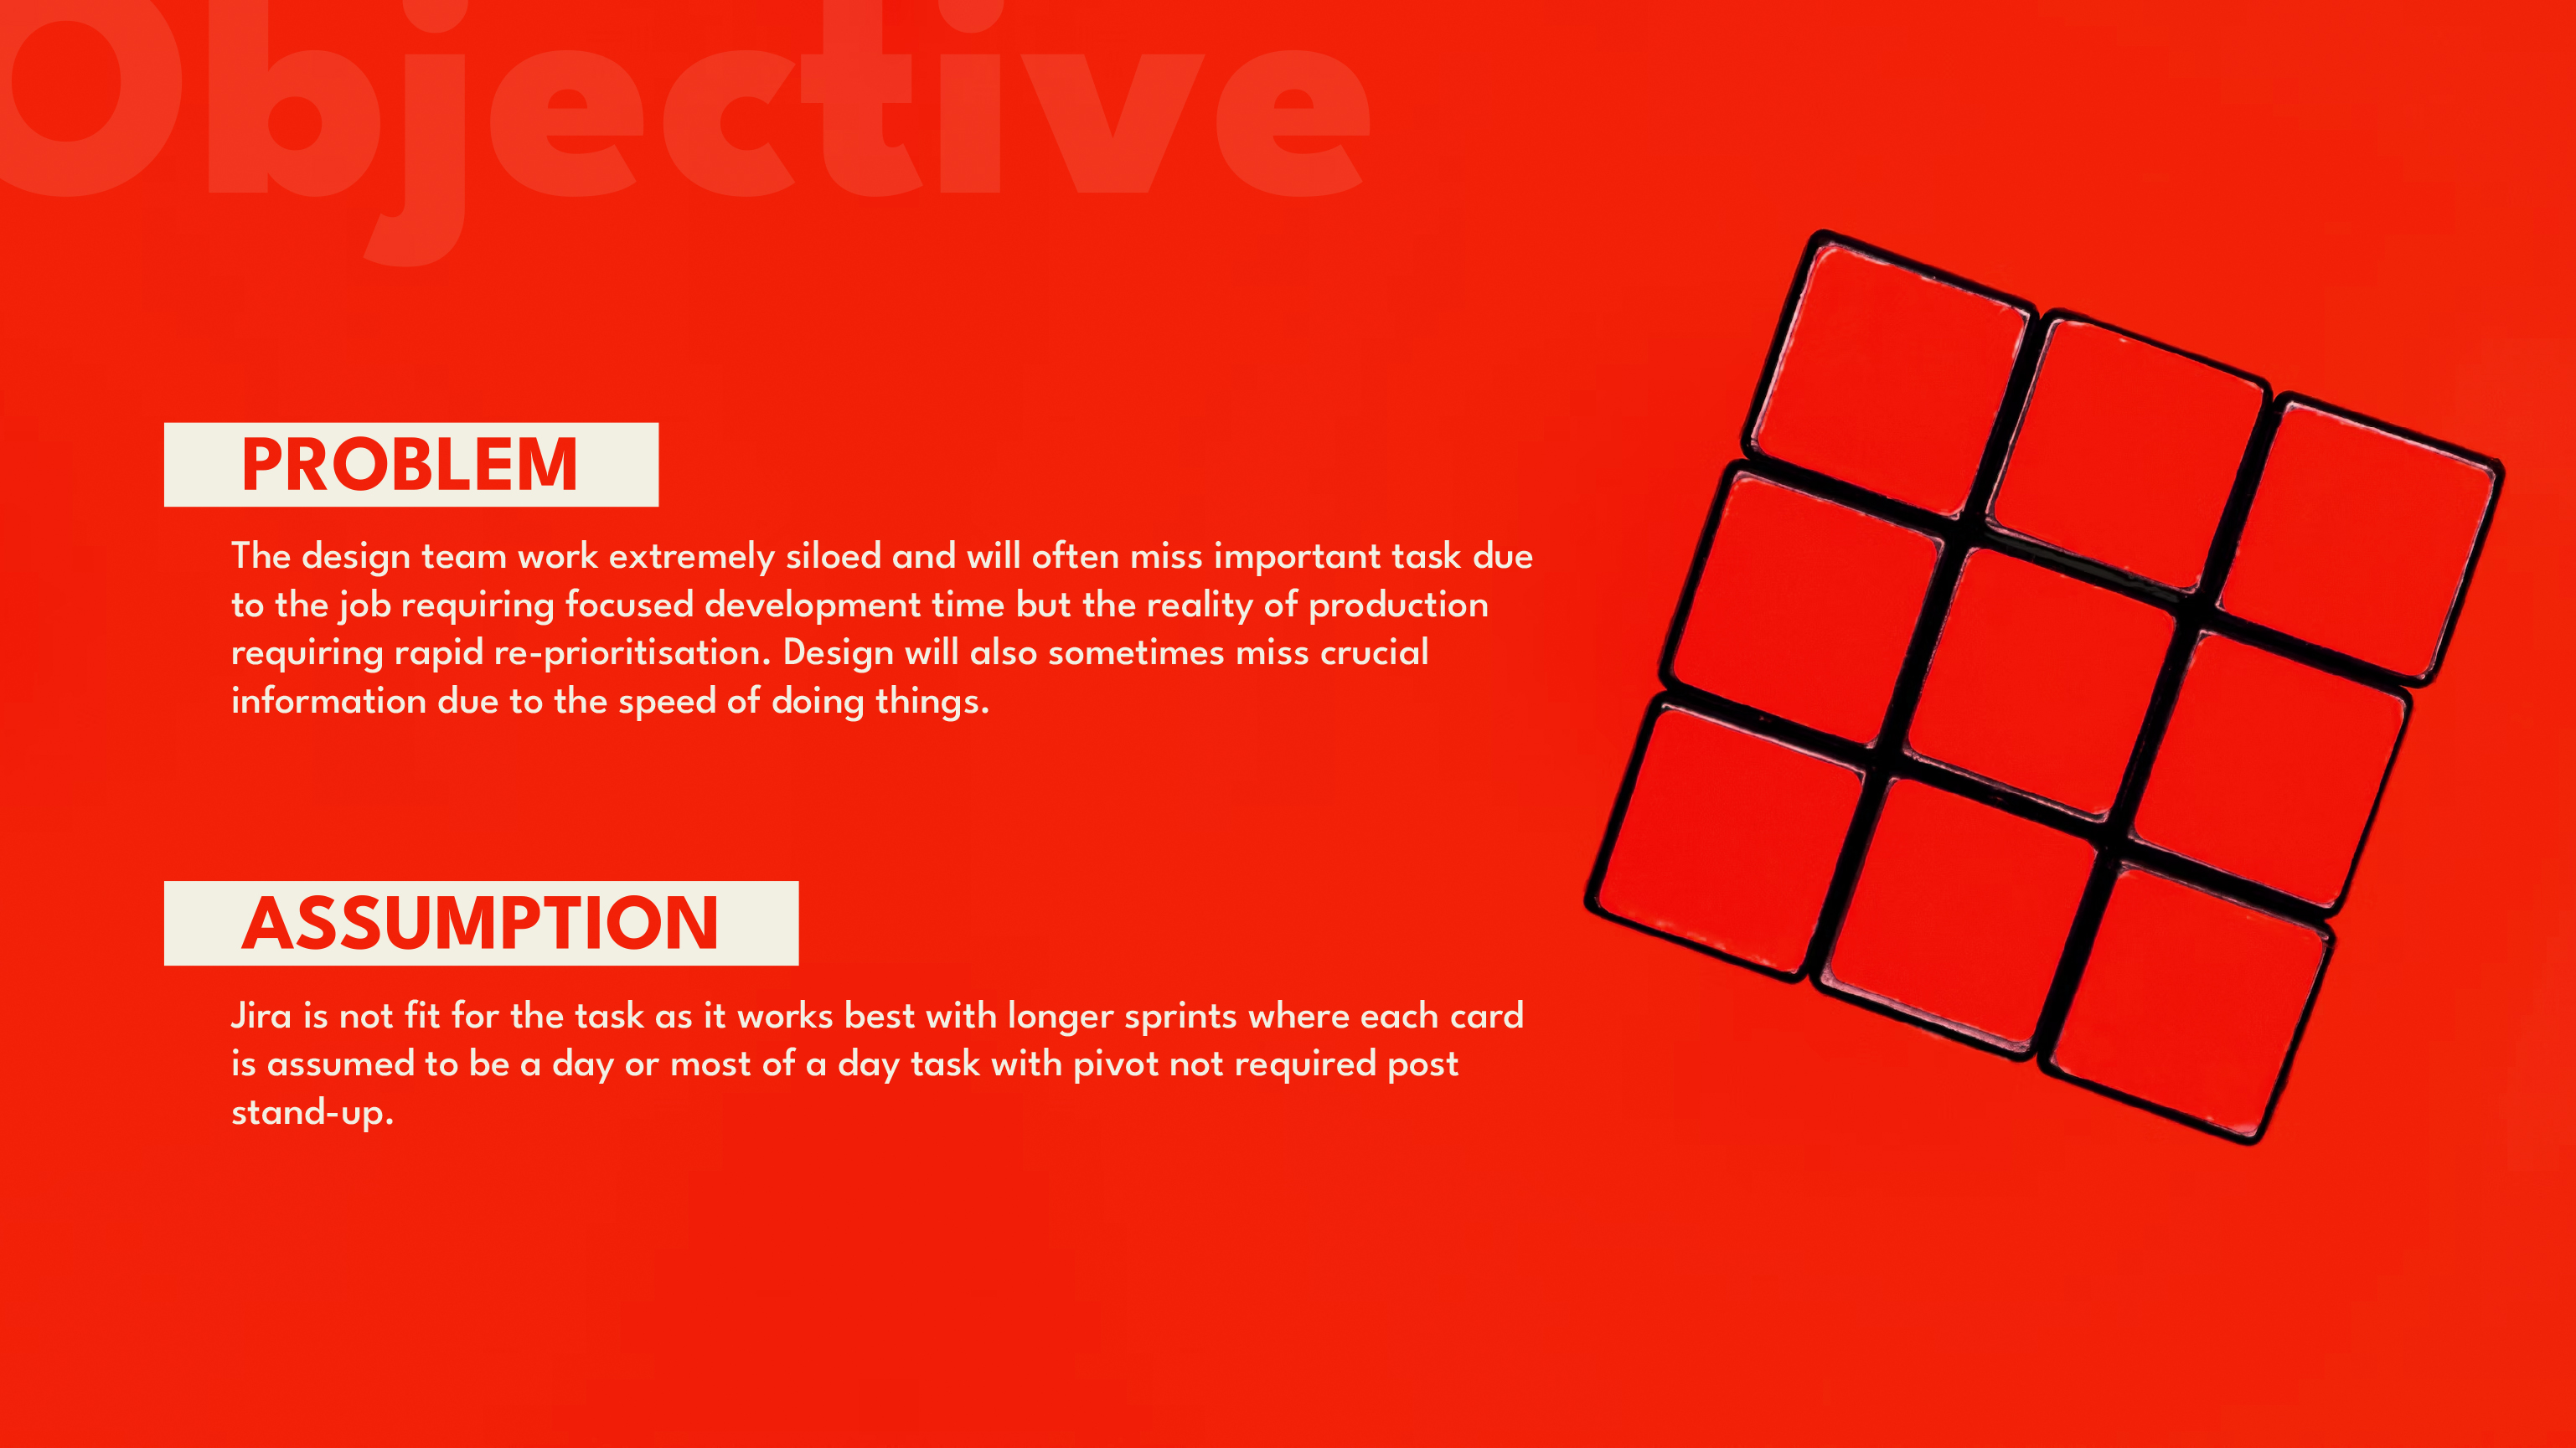 Objective
PROBLEM
The design team work extremely siloed and will often miss important task due
to the job requiring focused development time but the reality of production
requiring rapid re-prioritisation. Design will also sometimes miss crucial
information due to the speed of doing things.
ASSUMPTION
Jira is not fit for the task as it works best with longer sprints where each card
is assumed to be a day or most of a day task with pivot not required post
stand-up.